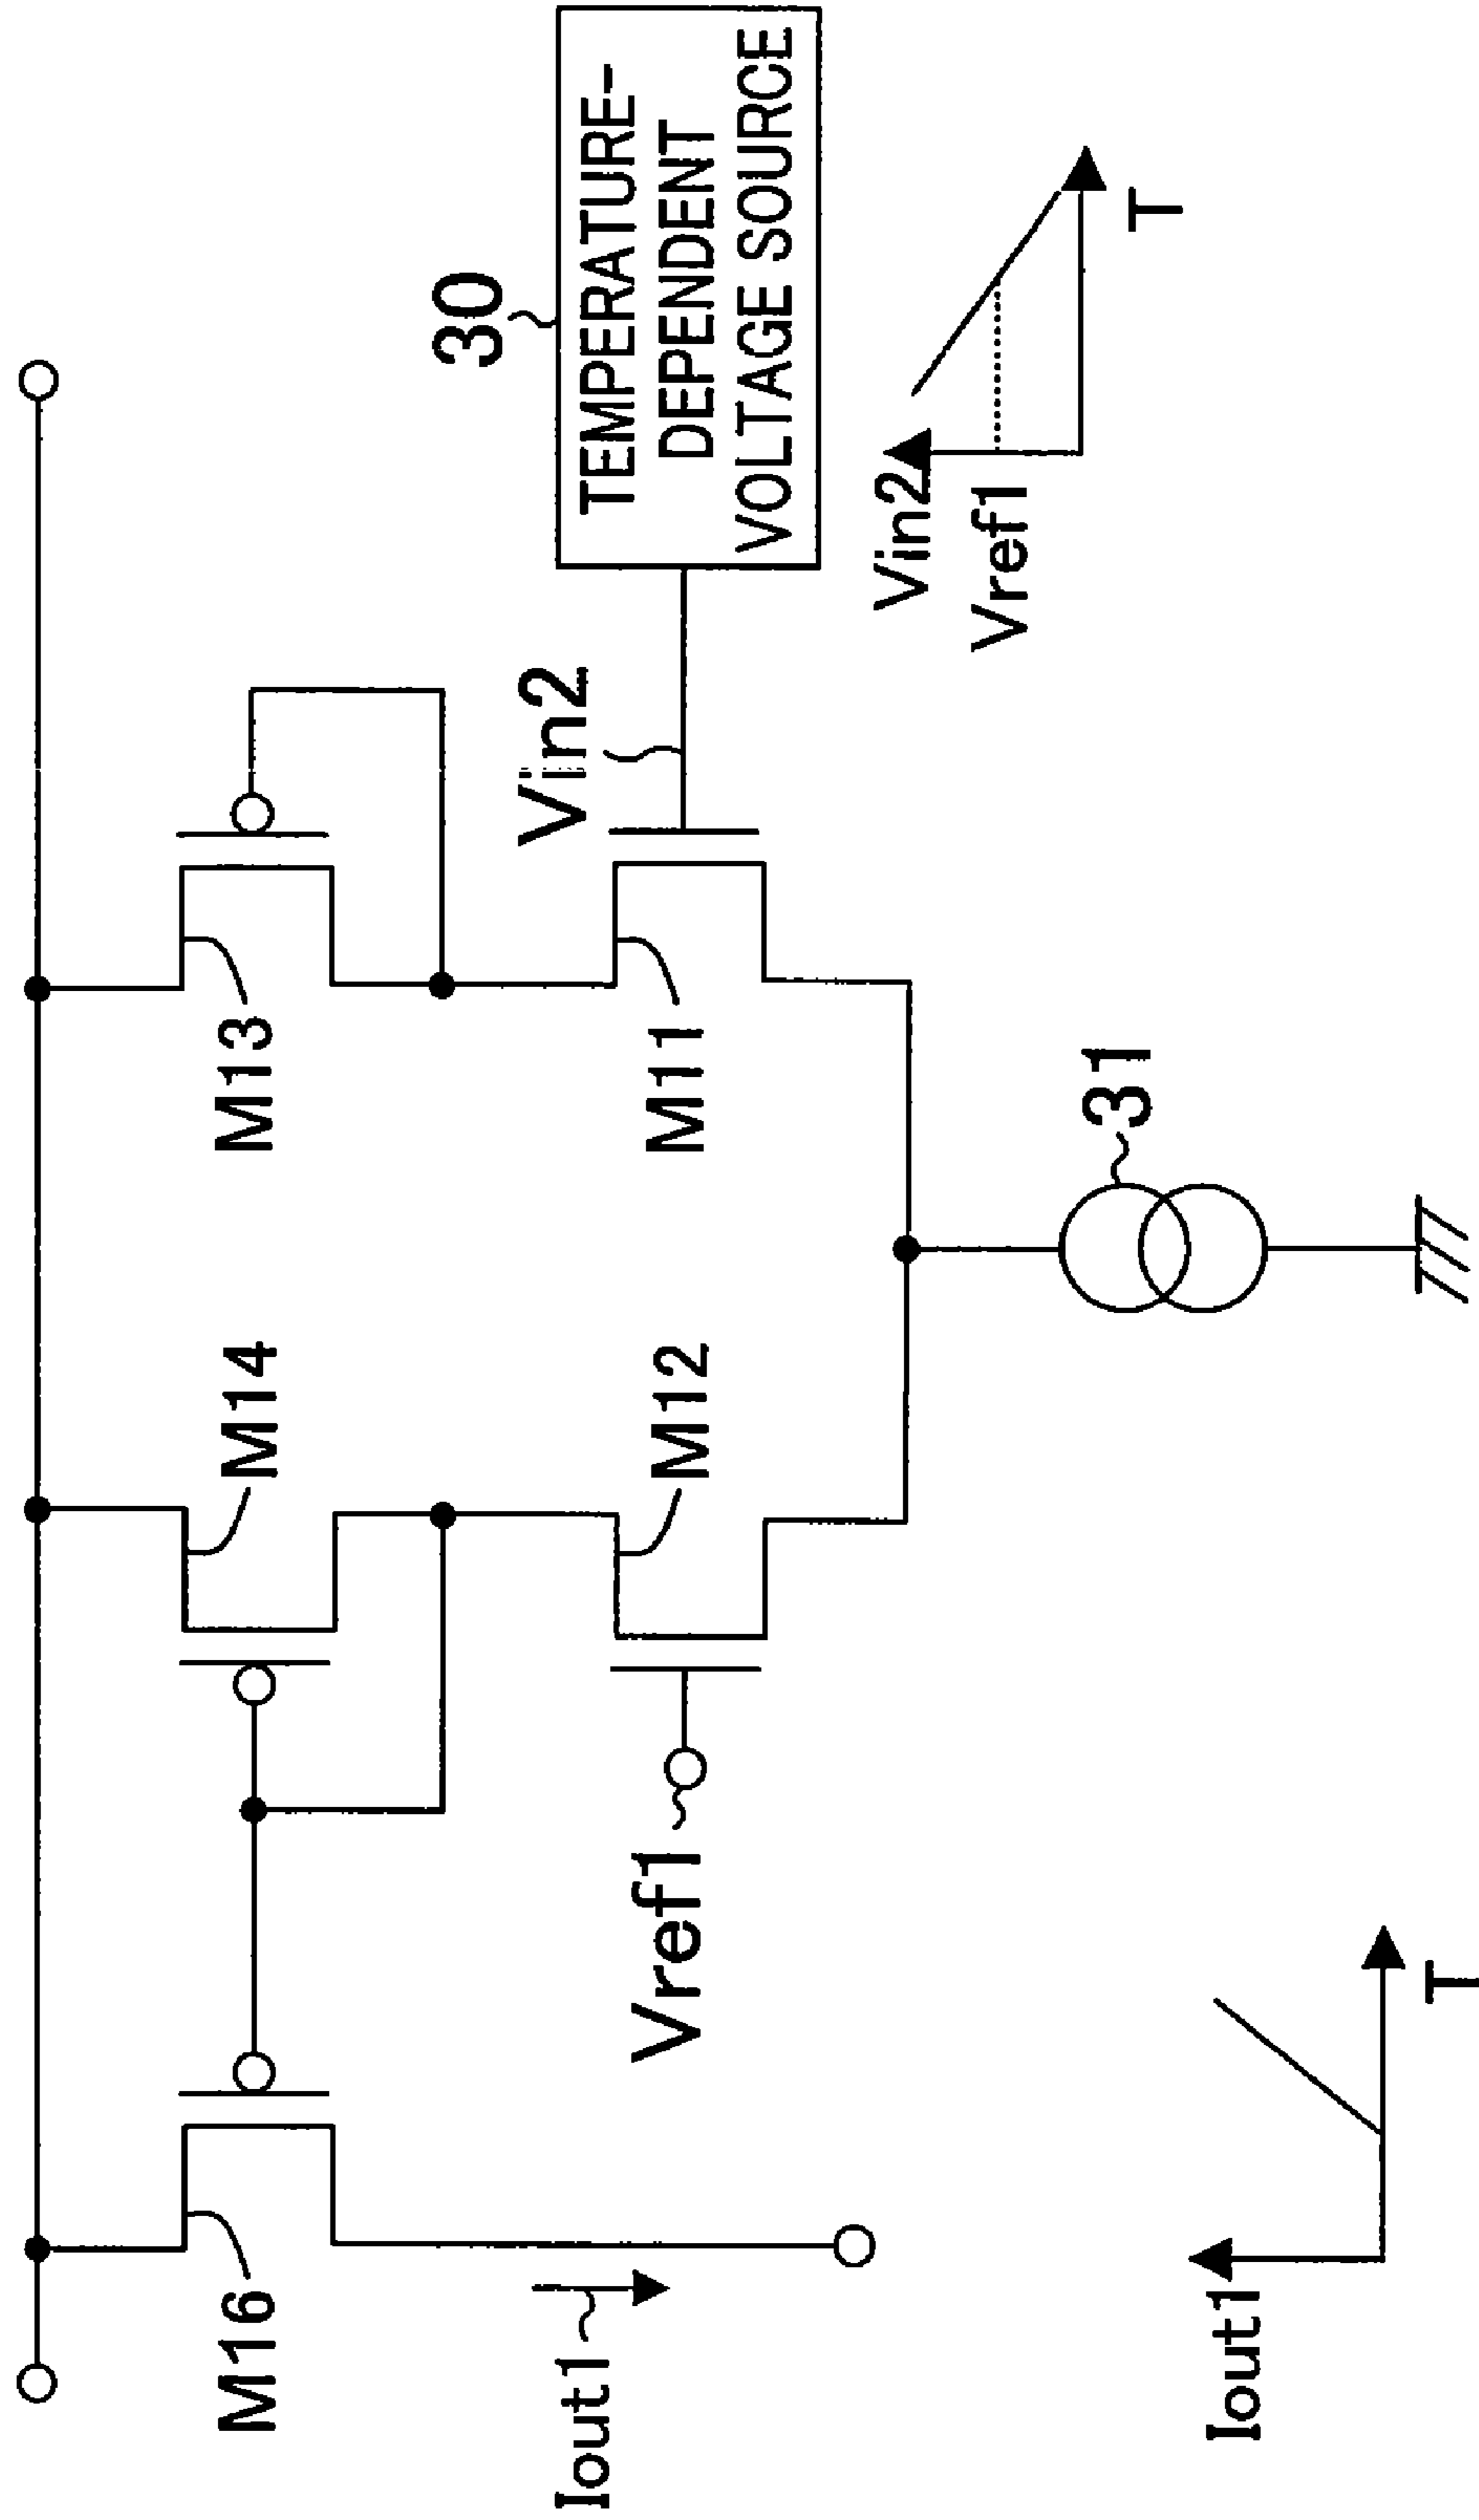 M16
M14
M13
30
TEMPERATURE-
DEPENDENT
VOLTAGE SOURCE
Iout1
Vref1
M12
M11
Vin2
Vin2
Vref1
T
31
Iout1
T